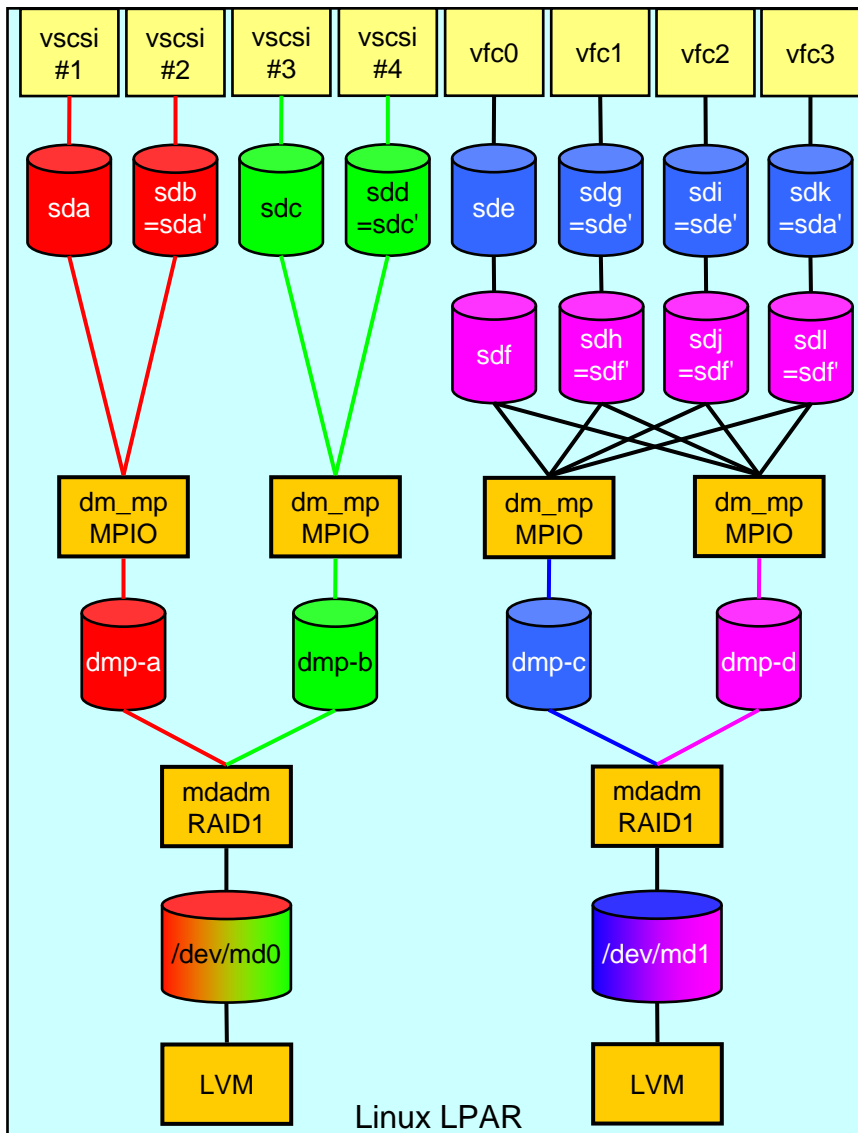 vscsi
#1
vscsi
#2
vscsi
#3
vscsi
#4
vfc0
vfc1
vfc2
vfc3
sda
sdb
=sda'
sdc
sdd
=sdc'
sde
sdg
=sde'
sdi
=sde'
sdk
=sda'
sdf
sdh
=sdf'
sdj
=sdf'
sdl
=sdf'
dm_mp
MPIO
dm_mp
MPIO
dm_mp
MPIO
dm_mp
MPIO
dmp-a
dmp-b
dmp-c
dmp-d
mdadm
RAID1
mdadm
RAID1
/dev/md0
/dev/md1
LVM
LVM
Linux LPAR